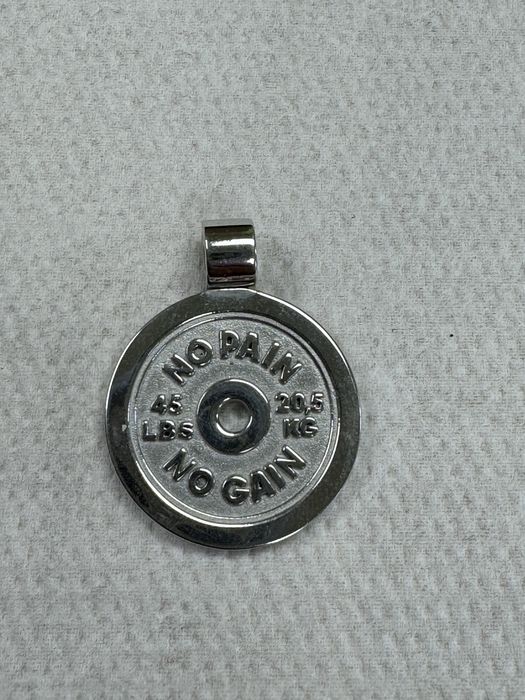 NO PAIN
45 20,5
LBS KG
NO GAIN